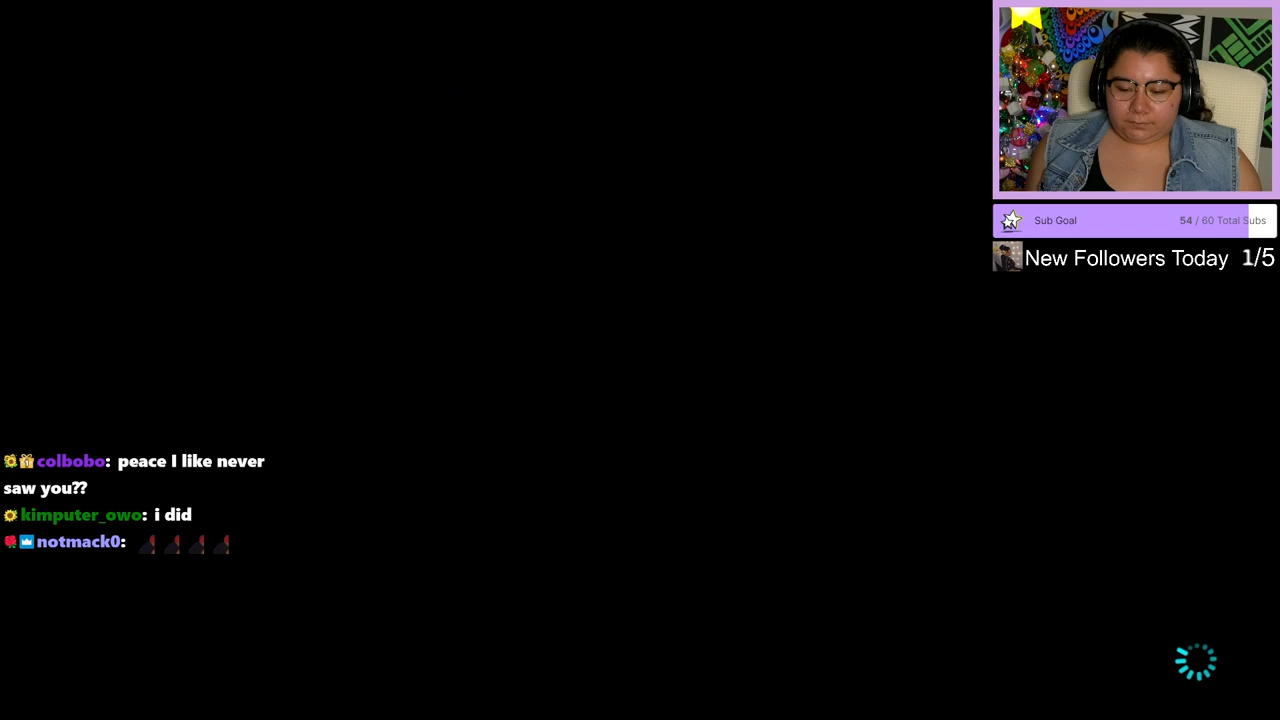 Sub Goal 54 / 60 Total Subs
New Followers Today 1/5
colbobo: peace I like never
saw you??
kimputer_owo: i did
notmack0: